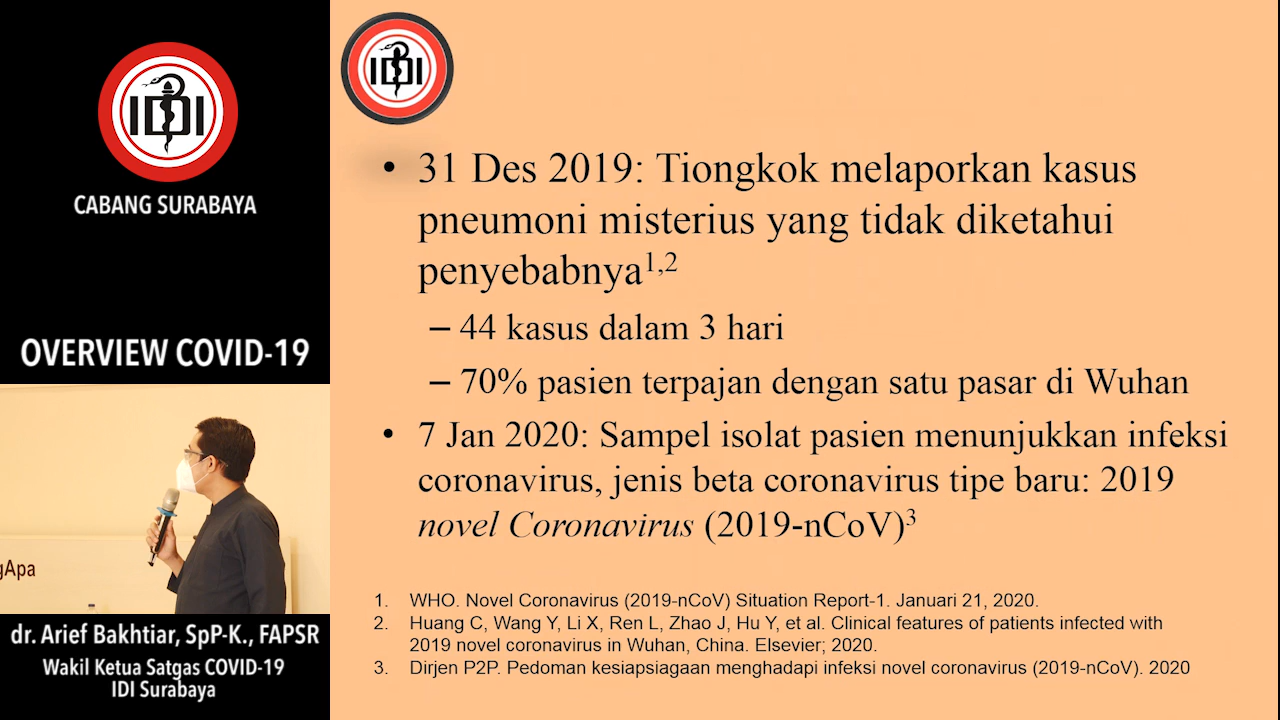 IDI
CABANG SURABAYA
OVERVIEW COVID-19
gApa
dr. Arief Bakhtiar, SpP-K., FAPSR
Wakil Ketua Satgas COVID-19
IDI Surabaya
IDI
• 31 Des 2019: Tiongkok melaporkan kasus
pneumoni misterius yang tidak diketahui
penyebabnya1,2
– 44 kasus dalam 3 hari
– 70% pasien terpajan dengan satu pasar di Wuhan
• 7 Jan 2020: Sampel isolat pasien menunjukkan infeksi
coronavirus, jenis beta coronavirus tipe baru: 2019
novel Coronavirus (2019-nCoV)3
1. WHO. Novel Coronavirus (2019-nCoV) Situation Report-1. Januari 21, 2020.
2. Huang C, Wang Y, Li X, Ren L, Zhao J, Hu Y, et al. Clinical features of patients infected with
2019 novel coronavirus in Wuhan, China. Elsevier; 2020.
3. Dirjen P2P. Pedoman kesiapsiagaan menghadapi infeksi novel coronavirus (2019-nCoV). 2020